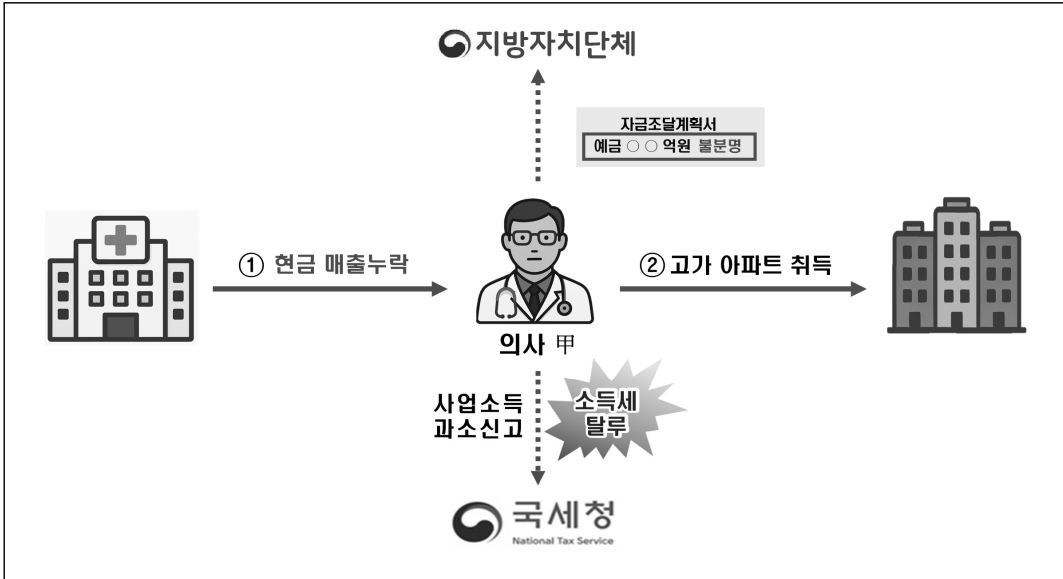 지방자치단체
자금조달계획서
예금 ○ ○ 억원 불분명
① 현금 매출누락
② 고가 아파트 취득
의사 甲
사업소득
과소신고
소득세
탈루
국세청
National Tax Service